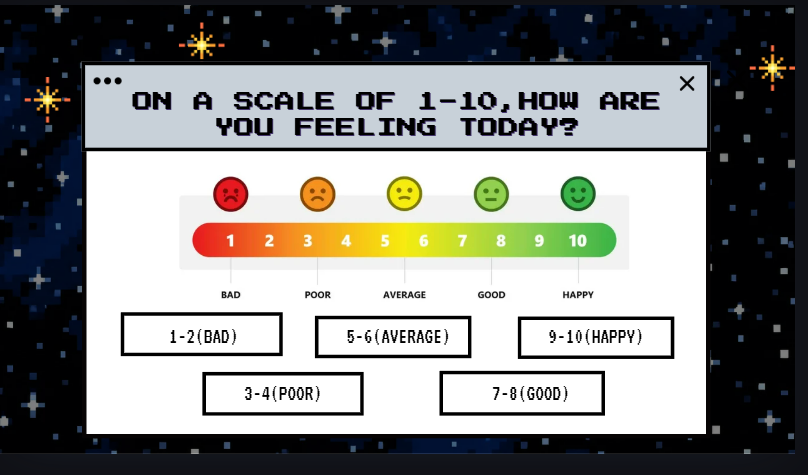 ON A SCALE OF 1-10,HOW ARE
YOU FEELING TODAY?
1 2 3 4 5 6 7 8 9 10
BAD POOR AVERAGE GOOD HAPPY
1-2(BAD) 5-6(AVERAGE) 9-10(HAPPY)
3-4(POOR) 7-8(GOOD)